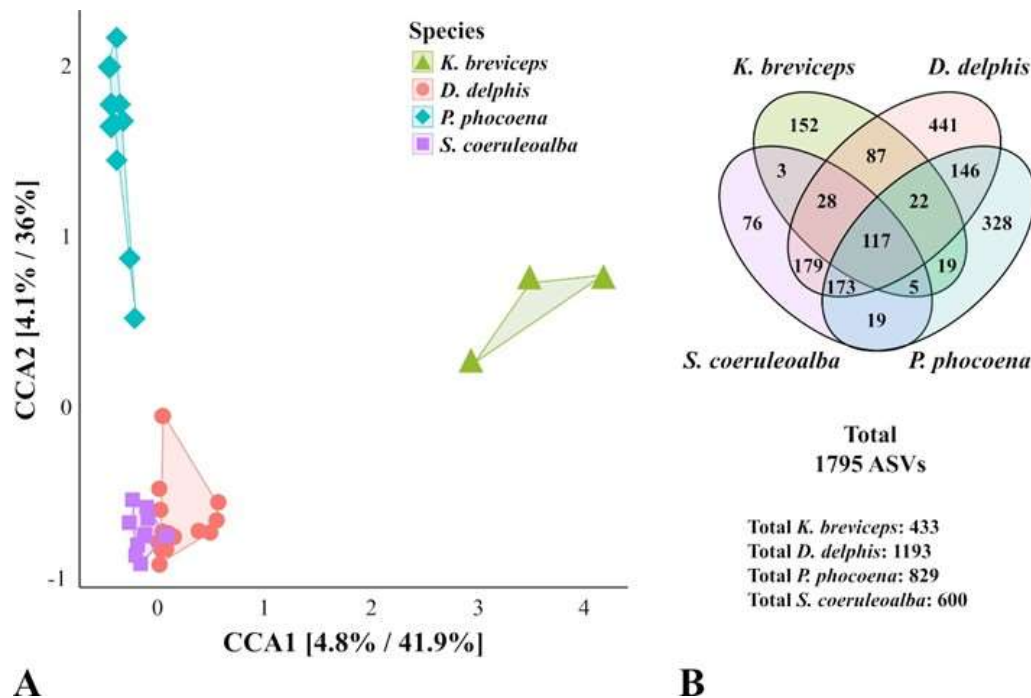 Species
K. breviceps
D. delphis
P. phocoena
S. coeruleoalba
2
1
0
-1
CCA2 [4.1% / 36%]
0 1 2 3 4
CCA1 [4.8% / 41.9%]
A
K. breviceps D. delphis
152 441
87
3 146
28 22
76 328
117
179 19
173 5
19
S. coeruleoalba P. phocoena
Total
1795 ASVs
Total K. breviceps: 433
Total D. delphis: 1193
Total P. phocoena: 829
Total S. coeruleoalba: 600
B